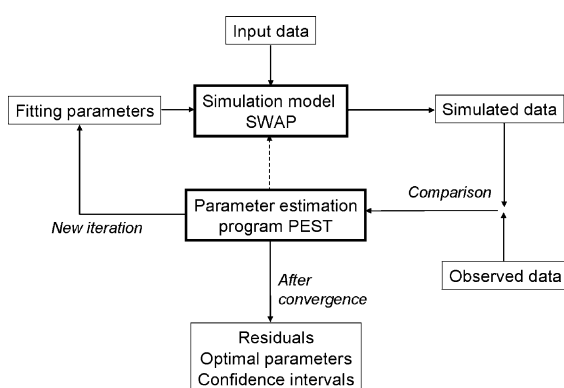 Input data
Fitting parameters
Simulation model
SWAP
Simulated data
Comparison
Parameter estimation
program PEST
New iteration
Observed data
After
convergence
Residuals
Optimal parameters
Confidence intervals